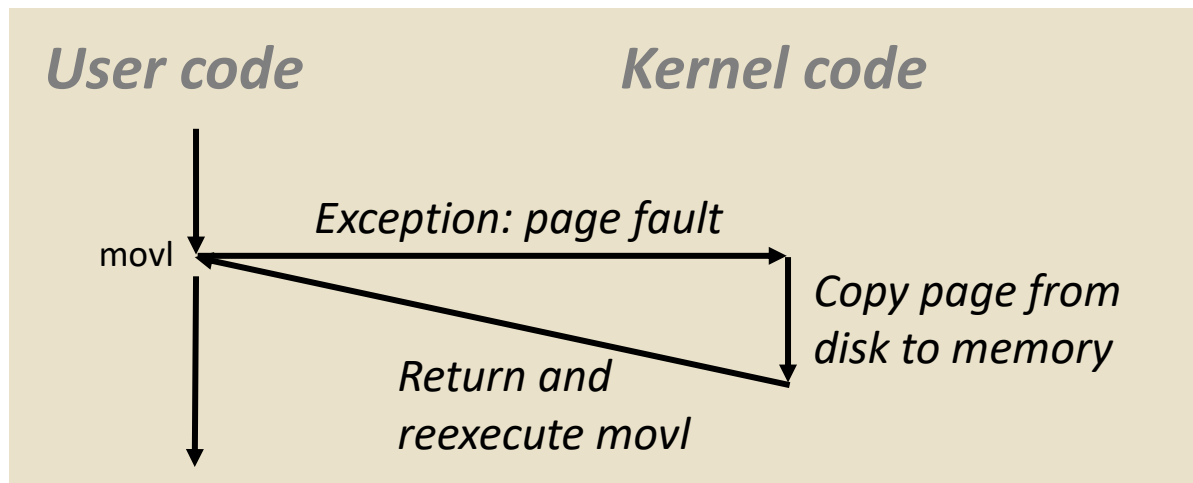 User code
Kernel code
Exception: page fault
movl
Copy page from
disk to memory
Return and
reexecute movl